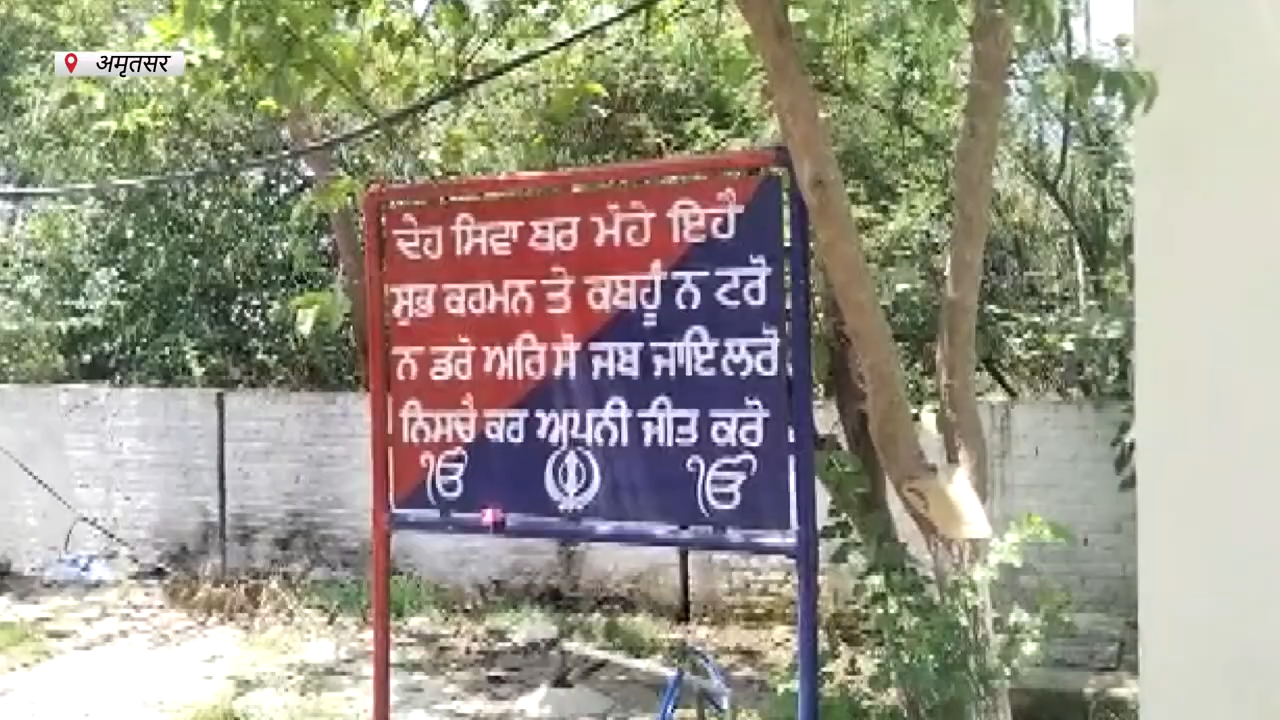 अमृतसर
ਦੇਹ ਸਿਵਾ ਬਰ ਮੋਹੇ ਇਹੈ
ਸੁਭ ਕਰਮਨ ਤੇ ਕਬਹੂੰ ਨ ਟਰੋ
ਨ ਡਰੋ ਅਰਿ ਸੋ ਜਬ ਜਾਇ ਲਰੋ
ਨਿਸਚੈ ਕਰ ਅਪਨੀ ਜੀਤ ਕਰੋ
ੴ ☬ ੴ